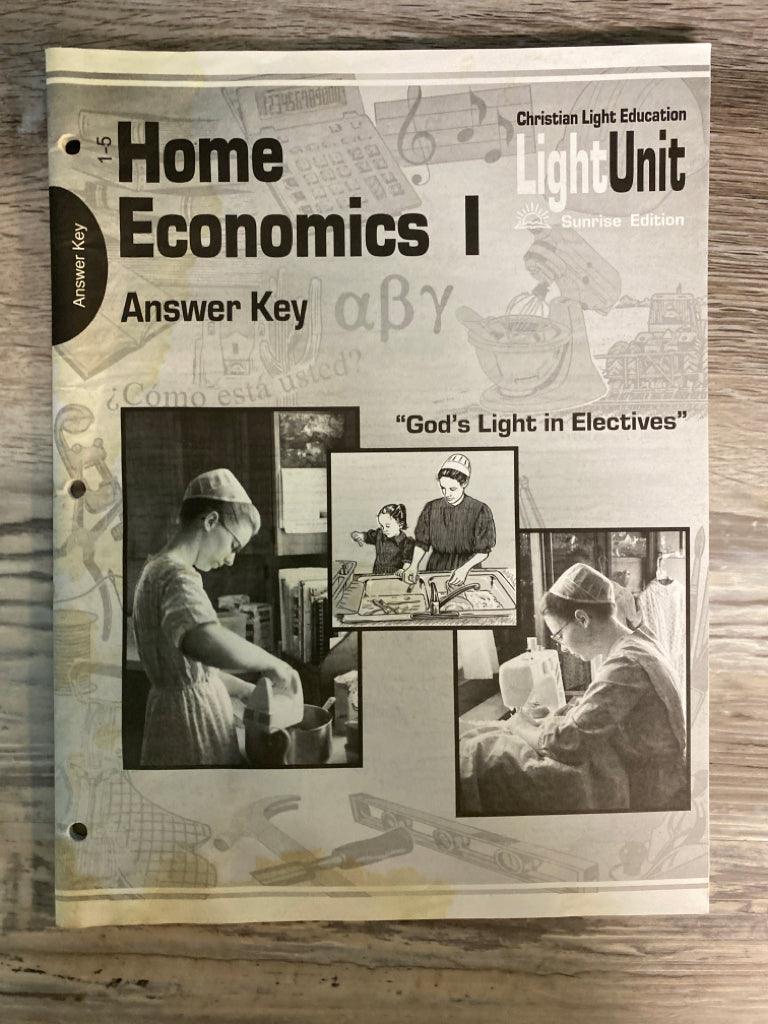 1-5
Home
Economics I
Answer Key
Answer Key
Christian Light Education
LightUnit
Sunrise Edition
αβγ
¿Cómo está usted?
"God's Light in Electives"